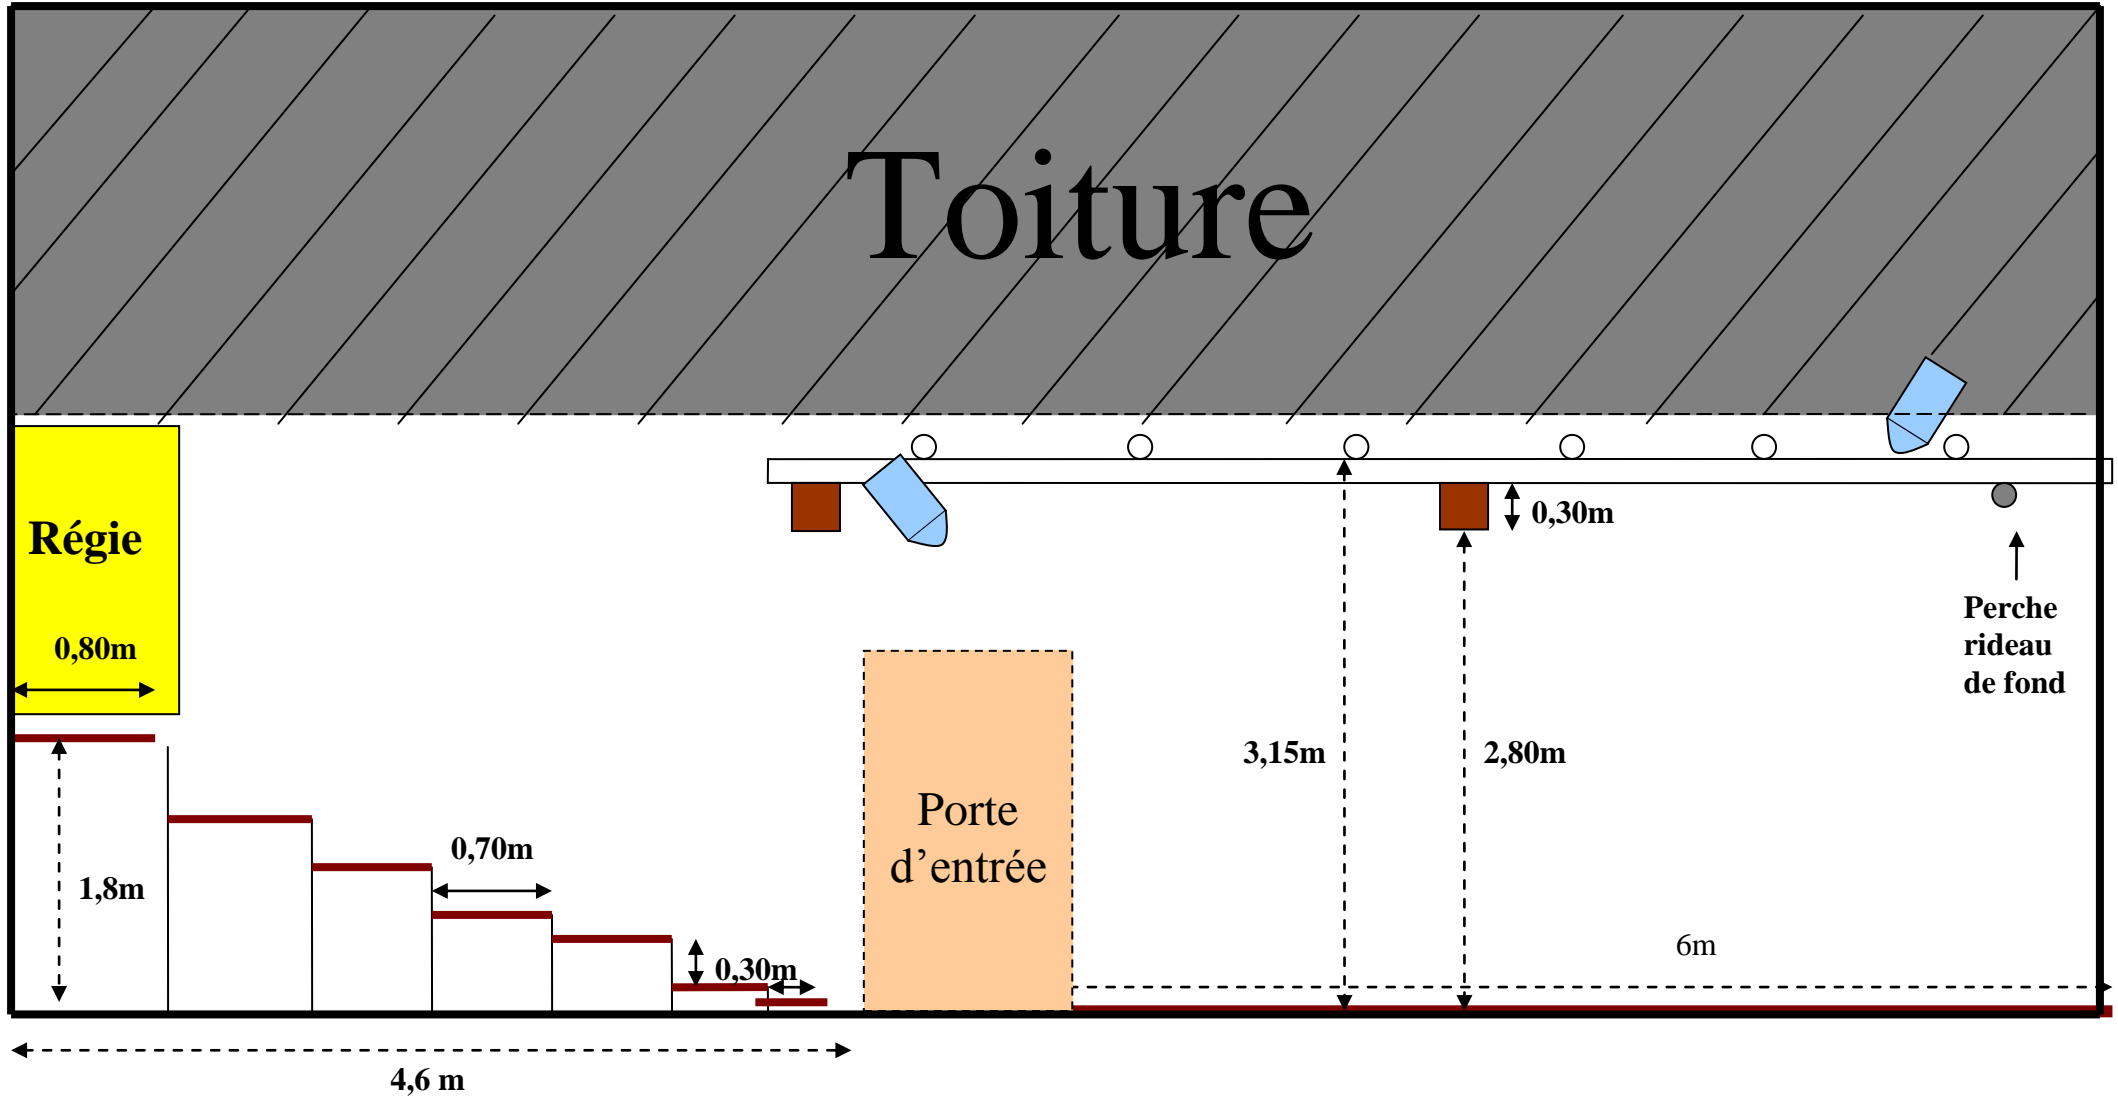 Toiture
Régie
0,80m
0,30m
Perche
rideau
de fond
3,15m
2,80m
Porte
d’entrée
0,70m
1,8m
0,30m
6m
4,6 m